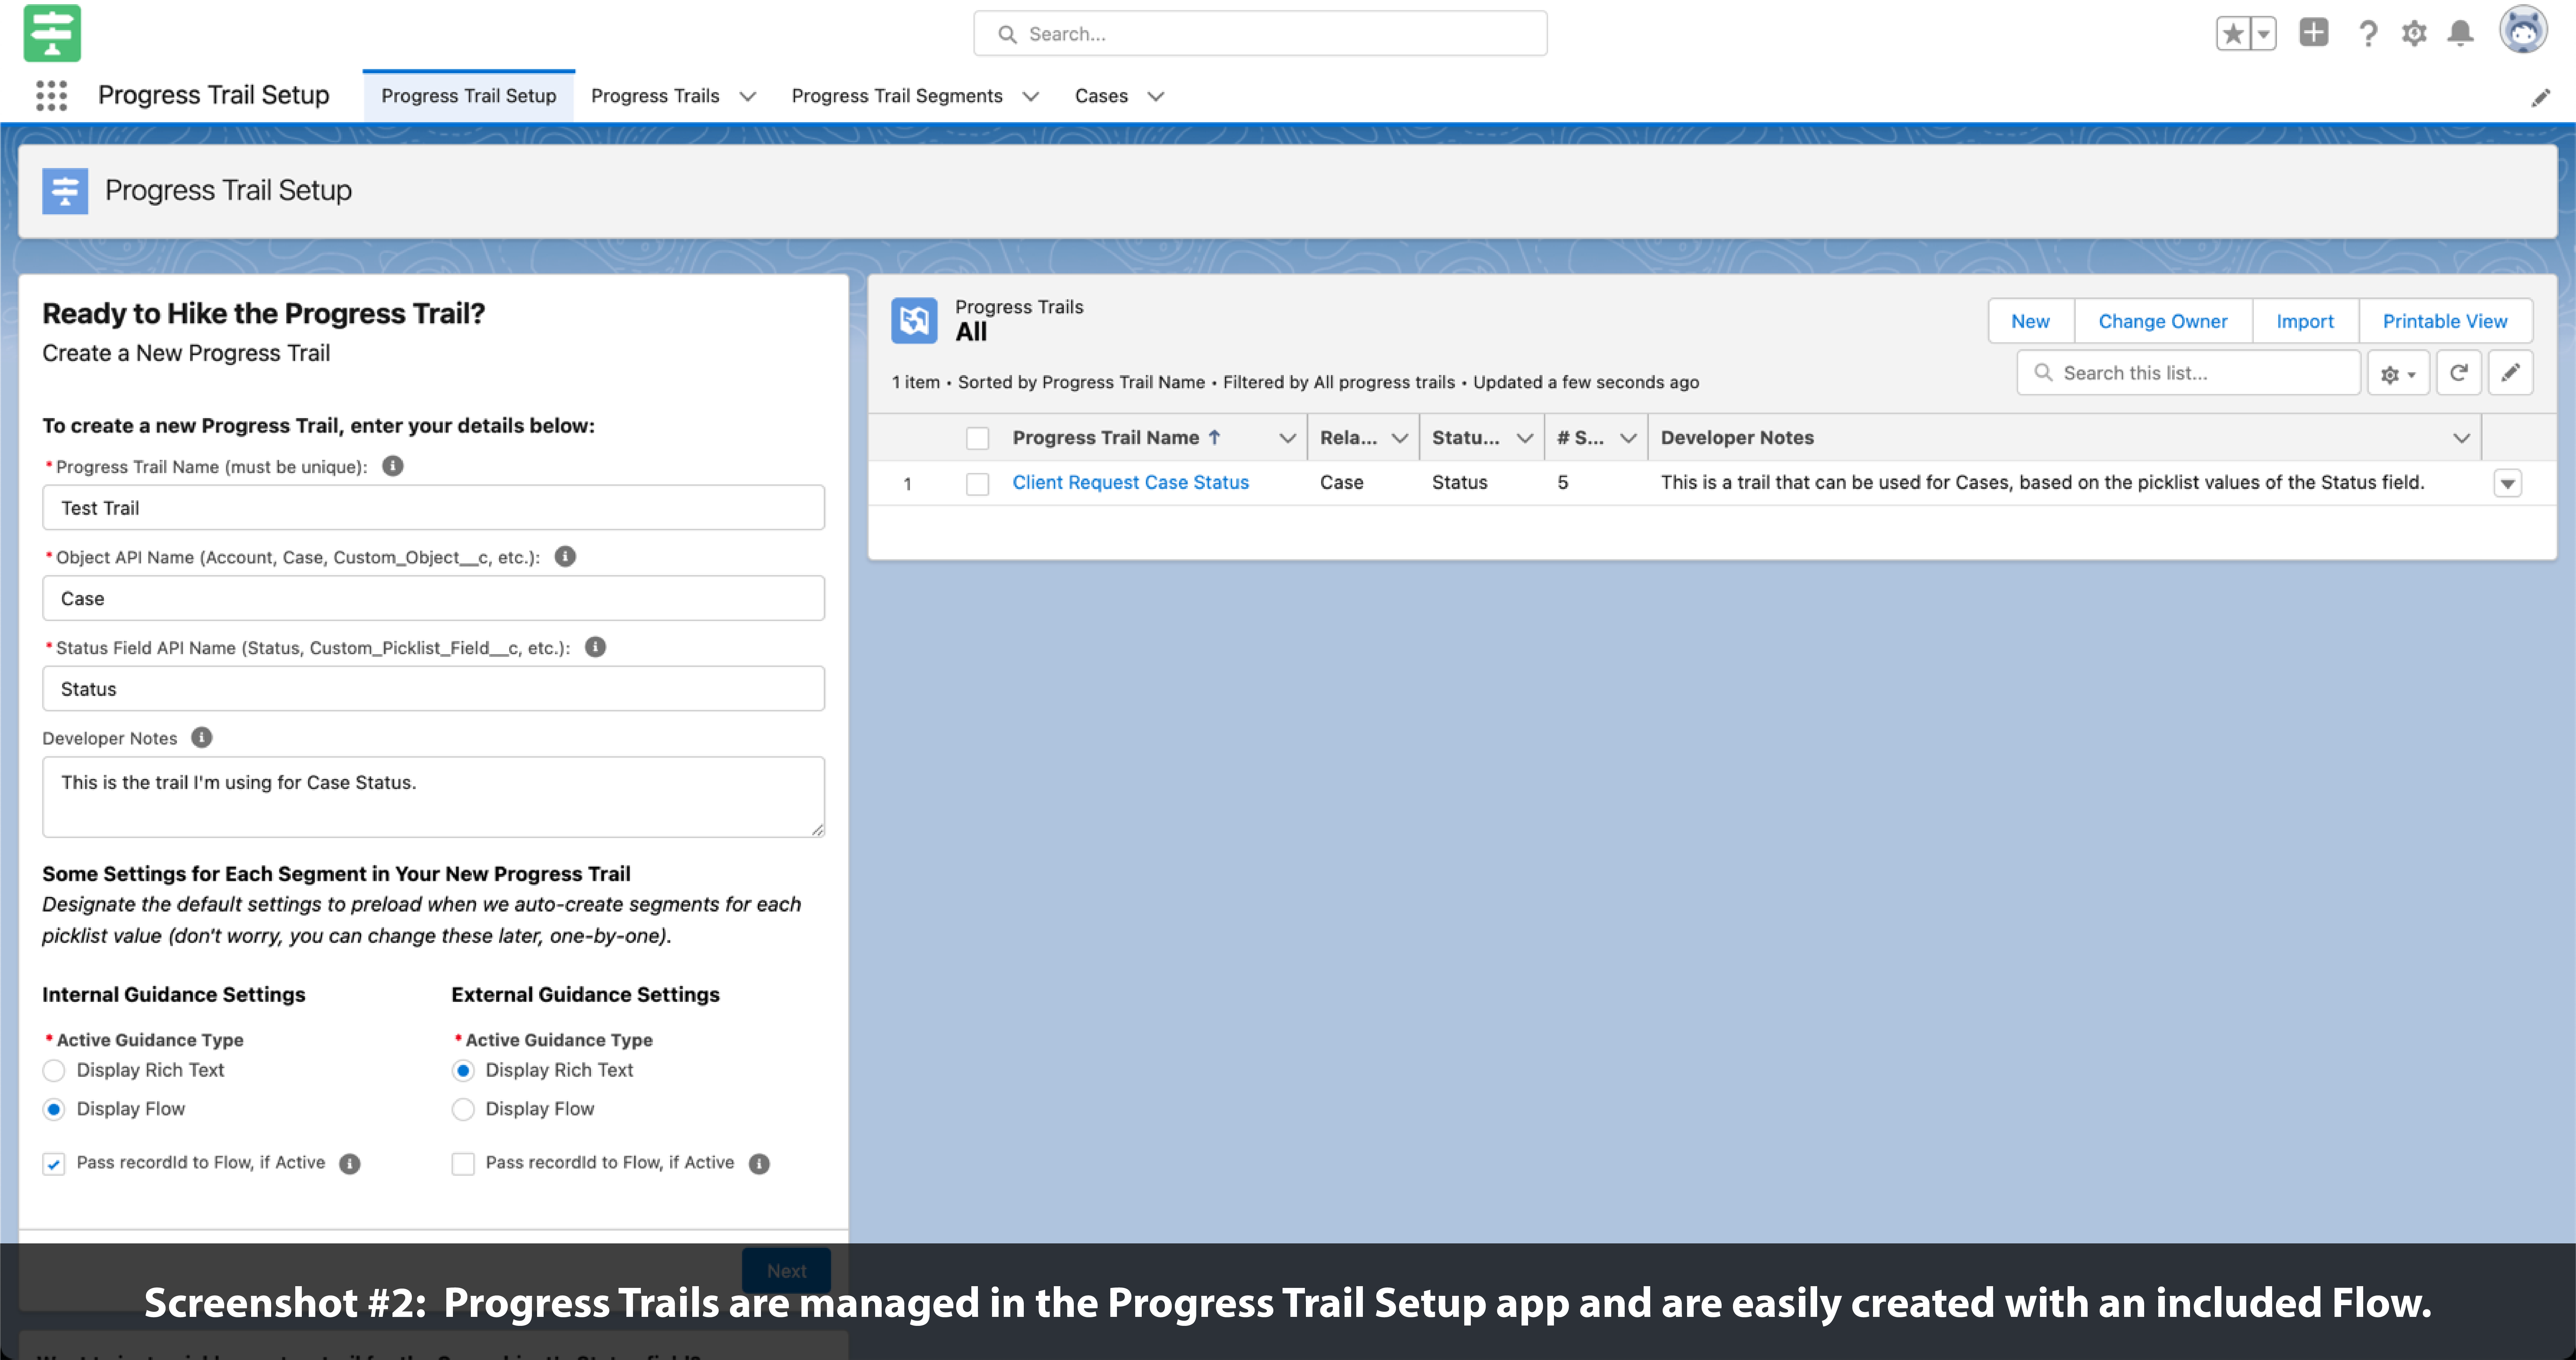 Search...
Progress Trail Setup
Progress Trail Setup
Progress Trails
Progress Trail Segments
Cases
Progress Trail Setup
Ready to Hike the Progress Trail?
Create a New Progress Trail
To create a new Progress Trail, enter your details below:
*Progress Trail Name (must be unique):
Test Trail
*Object API Name (Account, Case, Custom_Object__c, etc.):
Case
*Status Field API Name (Status, Custom_Picklist_Field__c, etc.):
Status
Developer Notes
This is the trail I'm using for Case Status.
Some Settings for Each Segment in Your New Progress Trail
Designate the default settings to preload when we auto-create segments for each
picklist value (don't worry, you can change these later, one-by-one).
Internal Guidance Settings
*Active Guidance Type
Display Rich Text
Display Flow
Pass recordId to Flow, if Active
External Guidance Settings
*Active Guidance Type
Display Rich Text
Display Flow
Pass recordId to Flow, if Active
Next
Progress Trails
All
New
Change Owner
Import
Printable View
1 item • Sorted by Progress Trail Name • Filtered by All progress trails • Updated a few seconds ago
Search this list...
Progress Trail Name ↑ Rela... Statu... # S... Developer Notes
1 Client Request Case Status Case Status 5 This is a trail that can be used for Cases, based on the picklist values of the Status field.
Screenshot #2: Progress Trails are managed in the Progress Trail Setup app and are easily created with an included Flow.